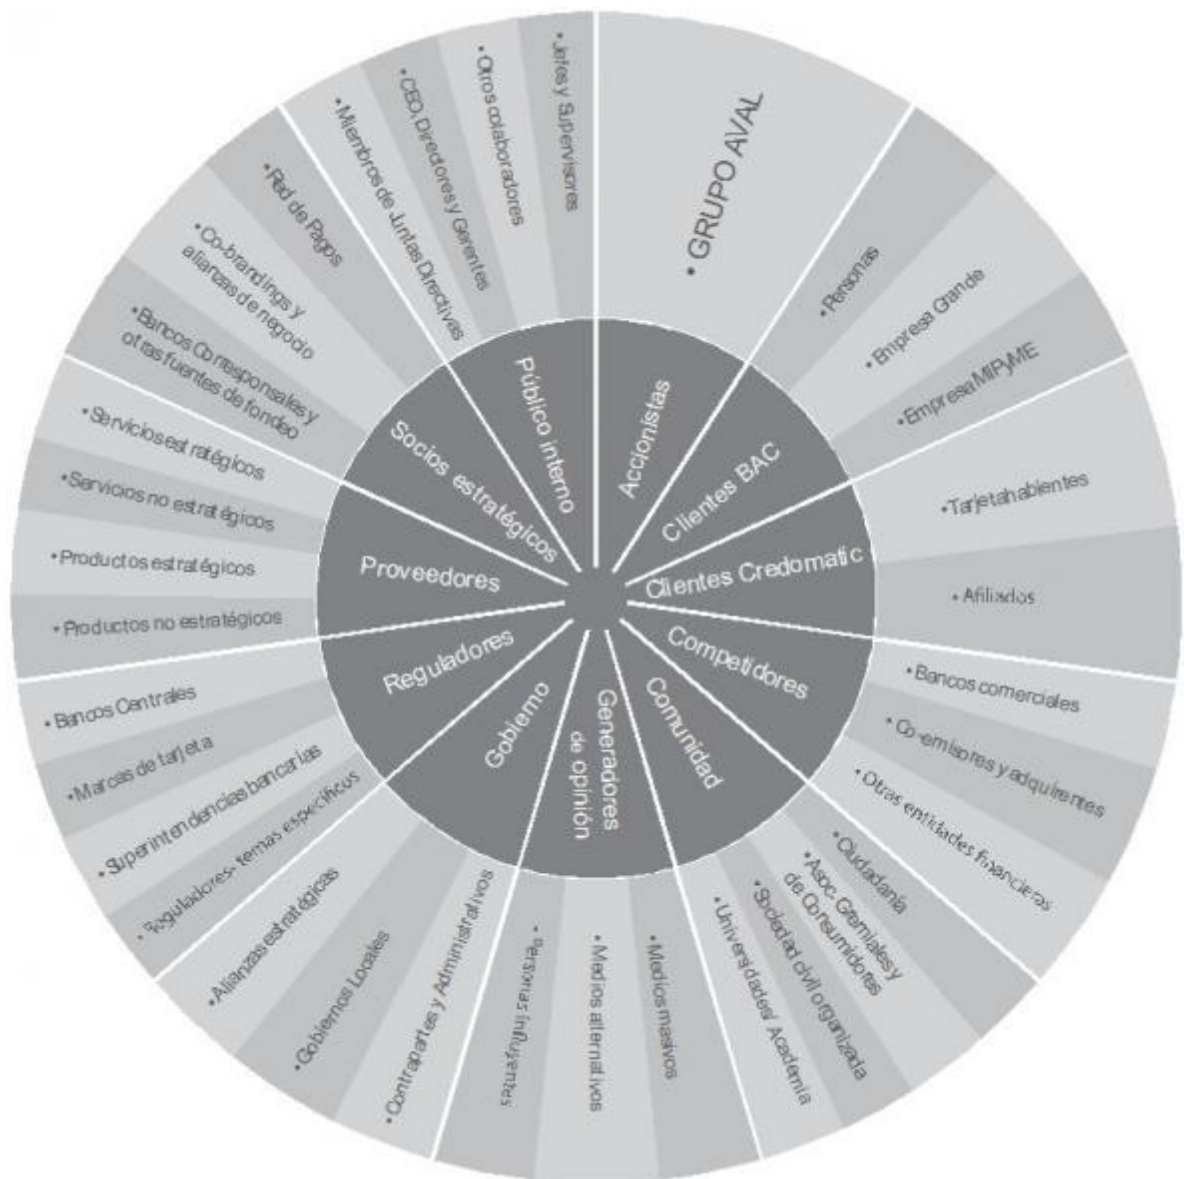 Accionistas
• GRUPO AVAL
Clientes BAC
• Personas
• Empresa Grande
• Empresa MIPyME
Clientes Credomatic
• Tarjetahabientes
• Afiliados
Competidores
• Bancos comerciales
• Co-emisores y adquirentes
• Otras entidades financieras
Comunidad
• Ciudadanía
• Asoc. Gremiales y
de Consumidores
• Sociedad civil organizada
• Universidades/ Academia
Generadores
de opinión
• Medios masivos
• Medios alternativos
• Personas influyentes
Gobierno
• Contrapartes y Administrativos
• Gobiernos Locales
• Alianzas estratégicas
Reguladores
• Reguladores- temas específicos
• Superintendencias bancarias
• Marcas de tarjeta
• Bancos Centrales
Proveedores
• Productos no estratégicos
• Productos estratégicos
• Servicios no estratégicos
• Servicios estratégicos
Socios estratégicos
• Bancos Corresponsales y
otras fuentes de fondeo
• Co-brandings y
alianzas de negocio
• Red de Pagos
Público interno
• Miembros de Juntas Directivas
• CEO, Directores y Gerentes
• Otros colaboradores
• Jefes y Supervisores